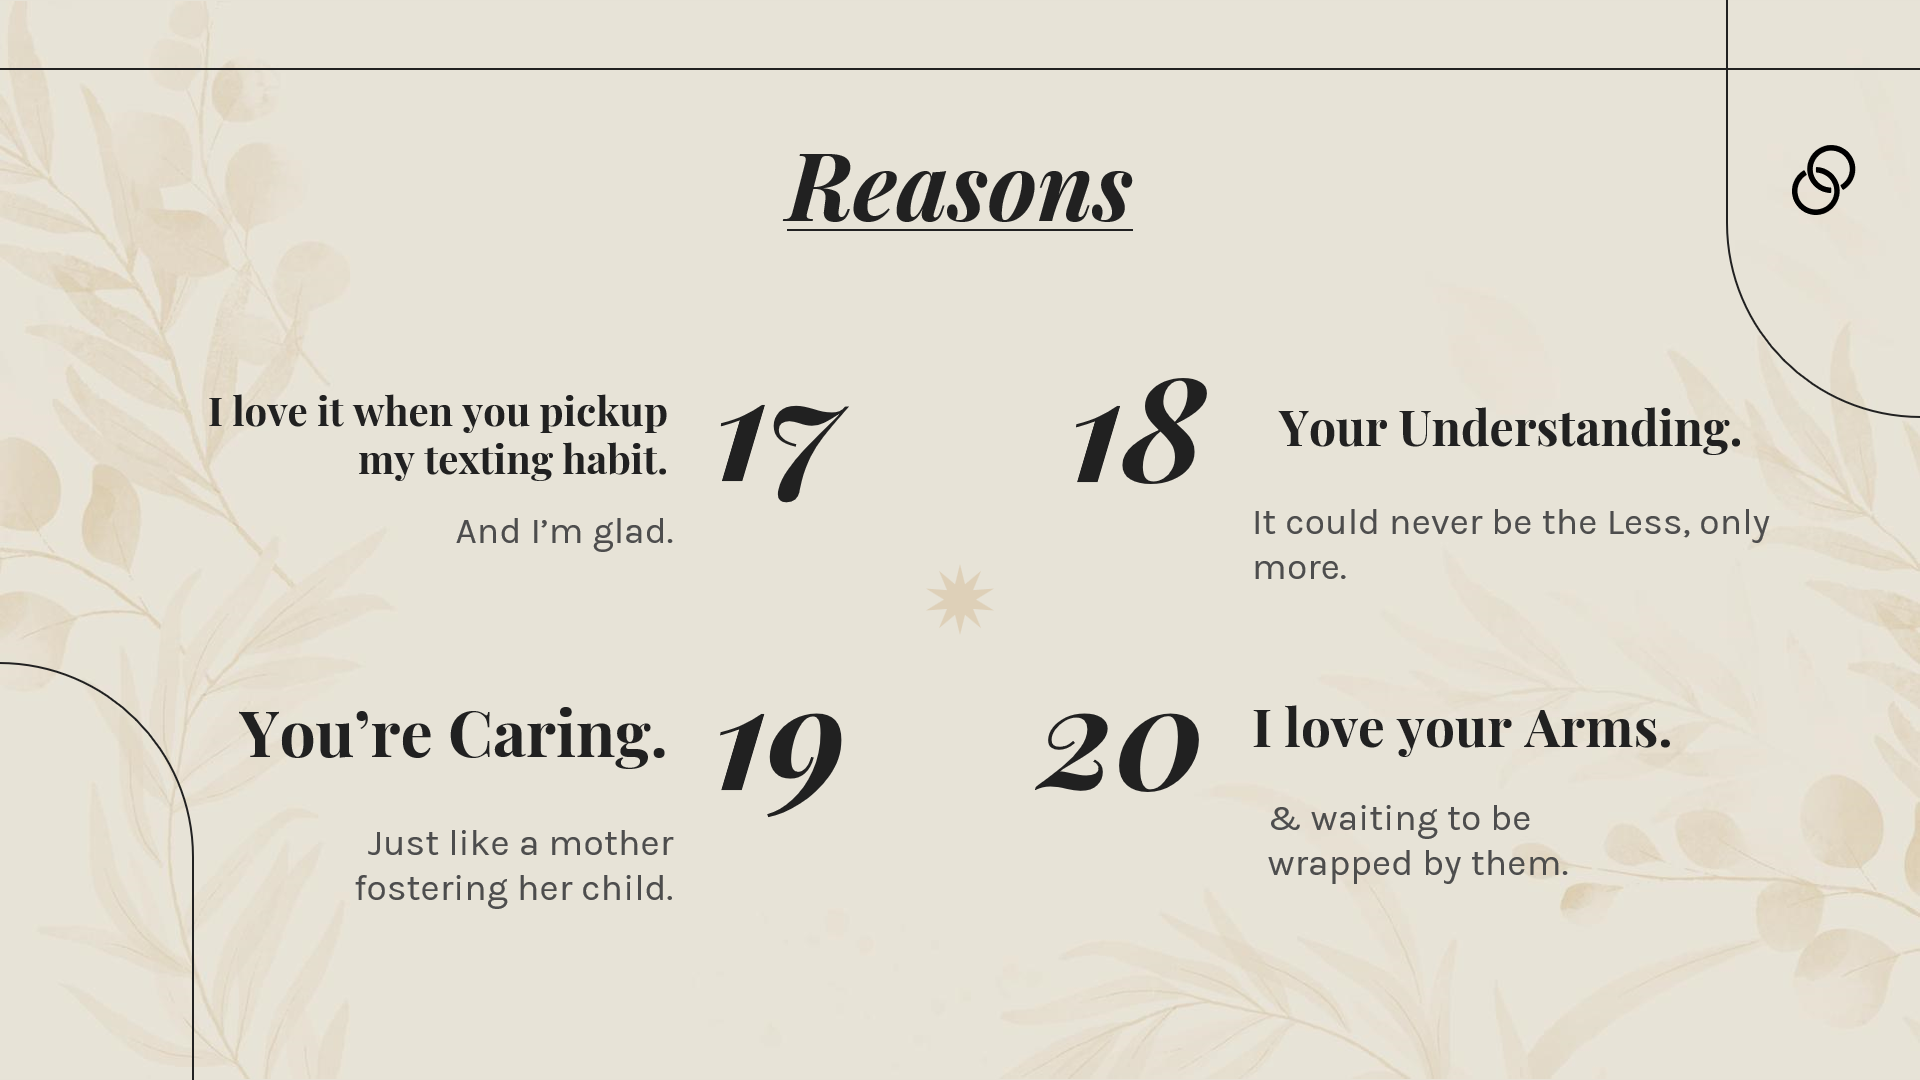 Reasons
17
I love it when you pickup
my texting habit.
And I’m glad.
18
Your Understanding.
It could never be the Less, only
more.
19
You’re Caring.
Just like a mother
fostering her child.
20
I love your Arms.
& waiting to be
wrapped by them.